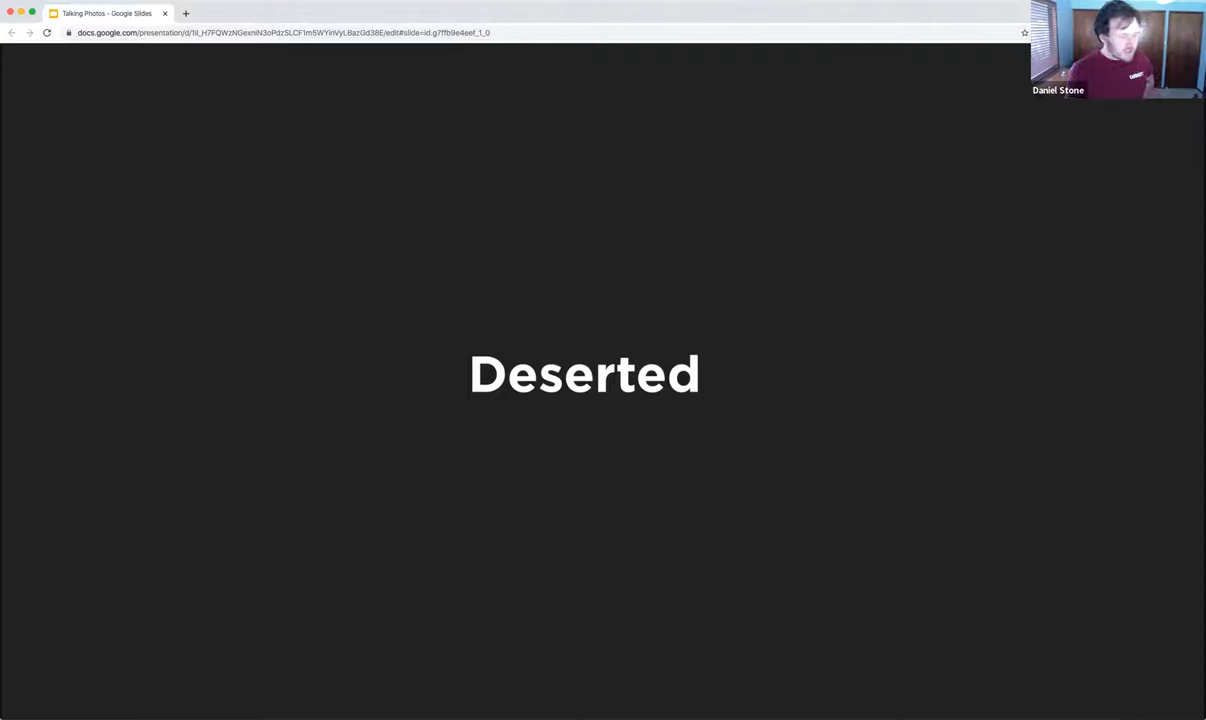 Talking Photos - Google Slides
docs.google.com/presentation/d/1il_H7FQWzNGexnlN3oPdzSLCF1m5WYinVyLBazGd38E/edit#slide=id.g7ffb9e4eef_1_0
Daniel Stone
Deserted